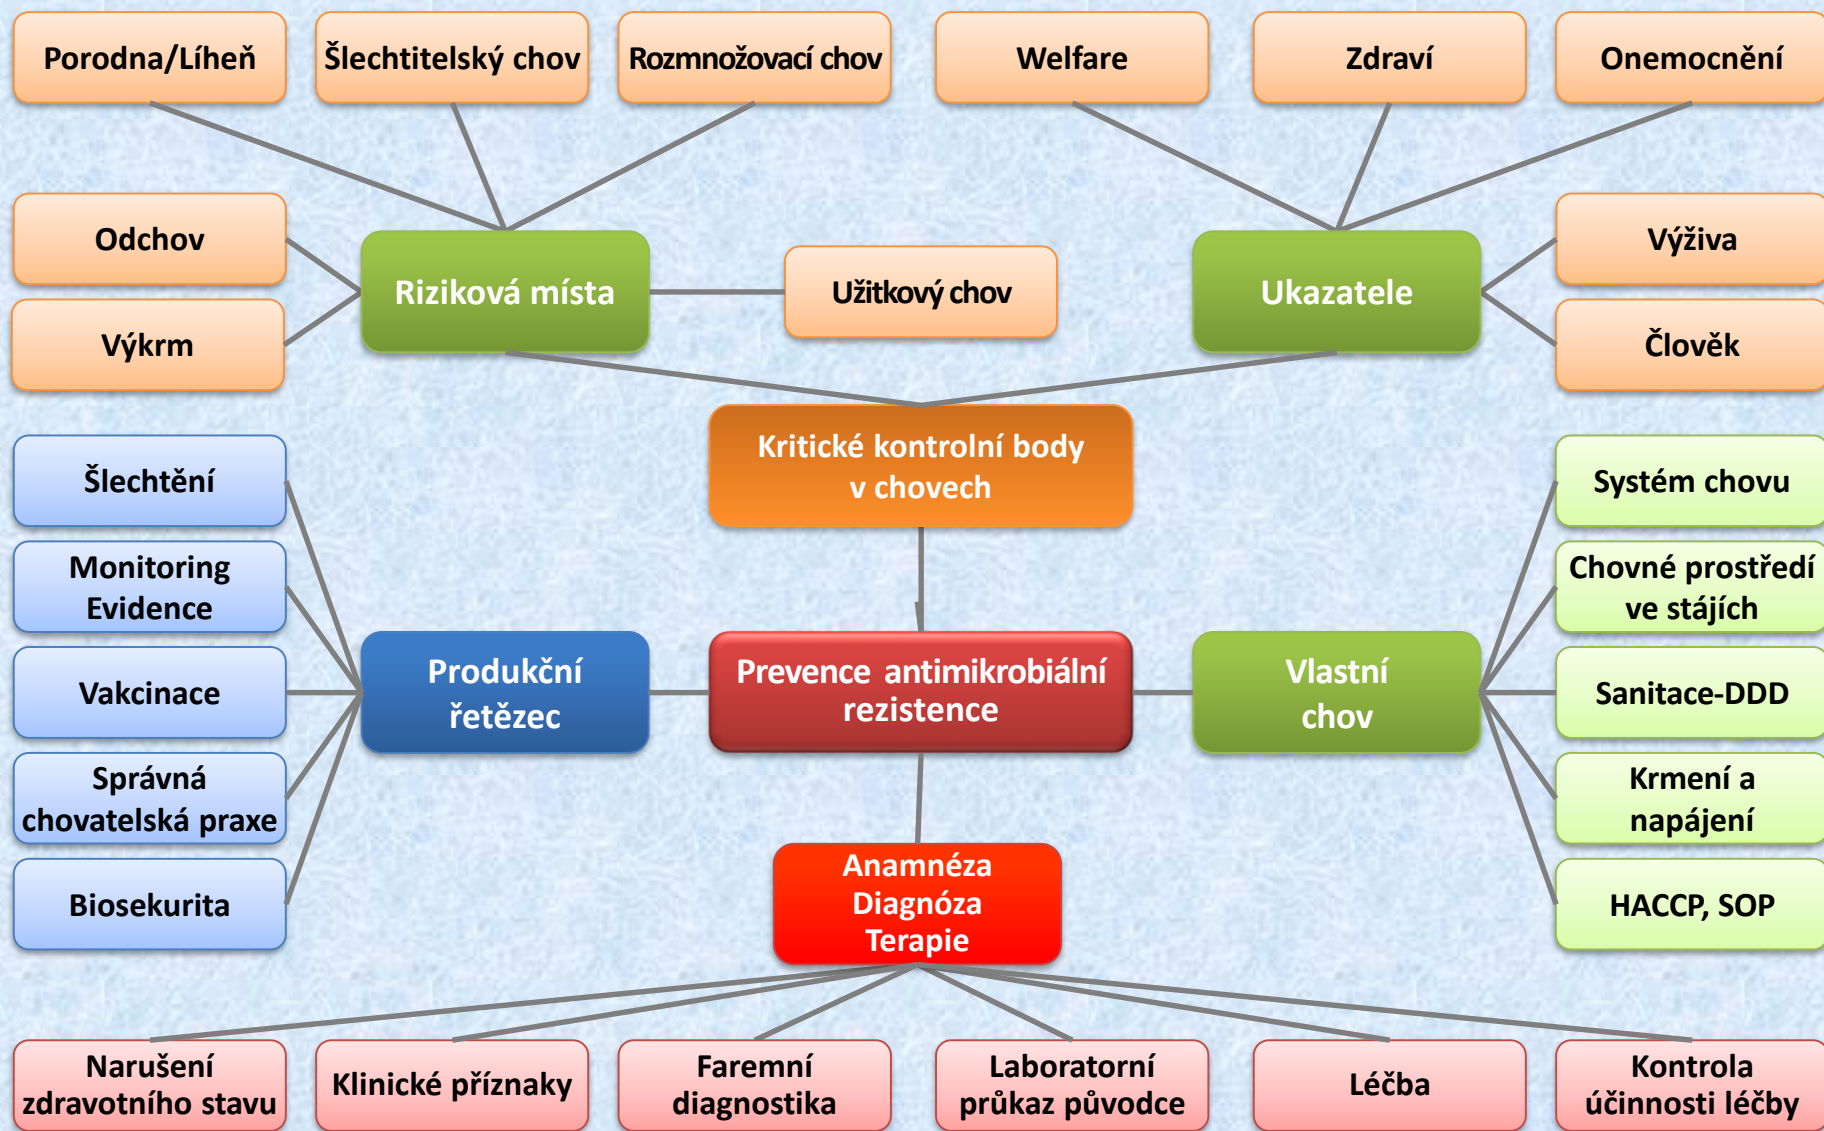 Porodna/Líheň
Šlechtitelský chov
Rozmnožovací chov
Welfare
Zdraví
Onemocnění
Odchov
Výkrm
Riziková místa
Užitkový chov
Ukazatele
Výživa
Člověk
Kritické kontrolní body
v chovech
Šlechtění
Monitoring
Evidence
Vakcinace
Správná
chovatelská praxe
Biosekurita
Produkční
řetězec
Prevence antimikrobiální
rezistence
Vlastní
chov
Systém chovu
Chovné prostředí
ve stájích
Sanitace-DDD
Krmení a
napájení
HACCP, SOP
Anamnéza
Diagnóza
Terapie
Narušení
zdravotního stavu
Klinické příznaky
Faremní
diagnostika
Laboratorní
průkaz původce
Léčba
Kontrola
účinnosti léčby